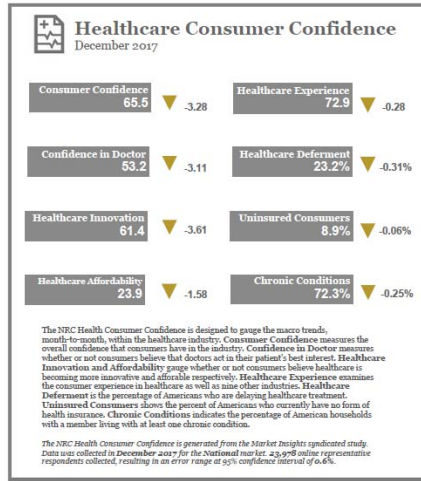 Healthcare Consumer Confidence
December 2017
Consumer Confidence
65.5
-3.28
Healthcare Experience
72.9
-0.28
Confidence in Doctor
53.2
-3.11
Healthcare Deferment
23.2%
-0.31%
Healthcare Innovation
61.4
-3.61
Uninsured Consumers
8.9%
-0.06%
Healthcare Affordability
23.9
-1.58
Chronic Conditions
72.3%
-0.25%
The NRC Health Consumer Confidence is designed to gauge the macro trends,
month-to-month, within the healthcare industry. Consumer Confidence measures the
overall confidence that consumers have in the industry. Confidence in Doctor measures
whether or not consumers believe that doctors act in their patient's best interest. Healthcare
Innovation and Affordability gauge whether or not consumers believe healthcare is
becoming more innovative and afforable respectively. Healthcare Experience examines
the consumer experience in healthcare as well as nine other industries. Healthcare
Deferment is the percentage of Americans who are delaying healthcare treatment.
Uninsured Consumers shows the percent of Americans who currently have no form of
health insurance. Chronic Conditions indicates the percentage of American households
with a member living with at least one chronic condition.
The NRC Health Consumer Confidence is generated from the Market Insights syndicated study.
Data was collected in December 2017 for the National market. 23,978 online representative
respondents collected, resulting in an error range at 95% confidence interval of 0.6%.